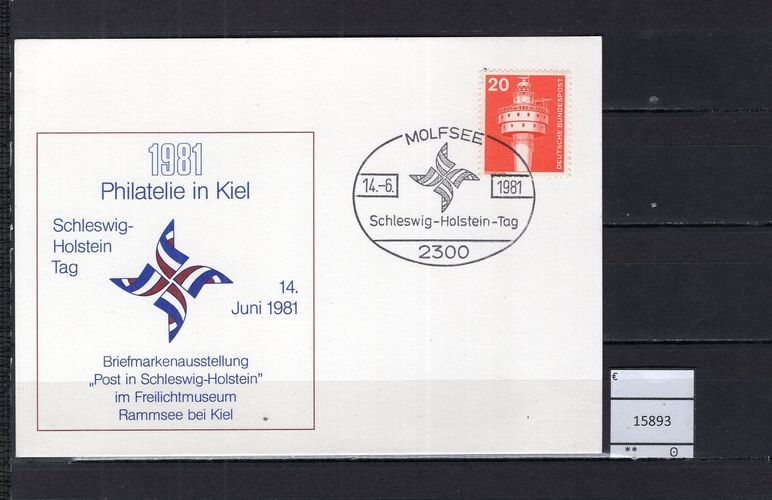 1981
Philatelie in Kiel
Schleswig-
Holstein
Tag
14.
Juni 1981
Briefmarkenausstellung
„Post in Schleswig-Holstein"
im Freilichtmuseum
Rammsee bei Kiel
20
DEUTSCHE BUNDESPOST
MOLFSEE
14.-6. 1981
Schleswig-Holstein-Tag
2300
€
15893
** ʘ